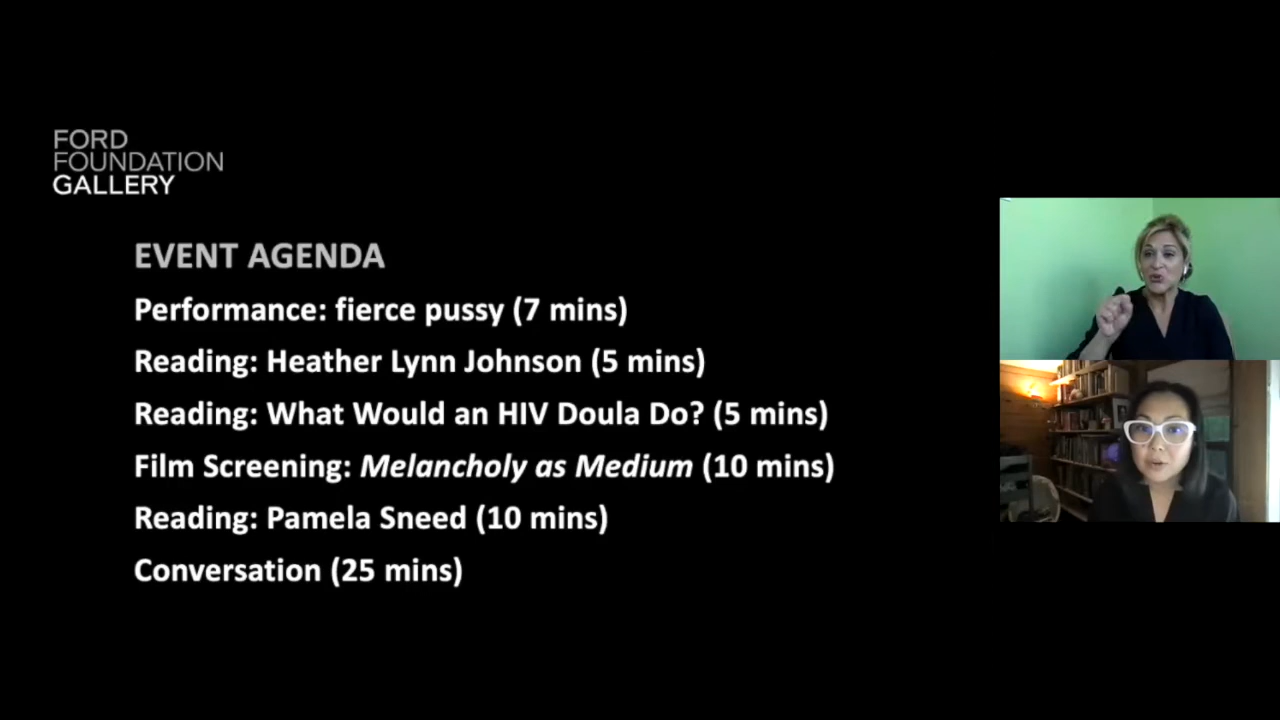 FORD
FOUNDATION
GALLERY
EVENT AGENDA
Performance: fierce pussy (7 mins)
Reading: Heather Lynn Johnson (5 mins)
Reading: What Would an HIV Doula Do? (5 mins)
Film Screening: Melancholy as Medium (10 mins)
Reading: Pamela Sneed (10 mins)
Conversation (25 mins)